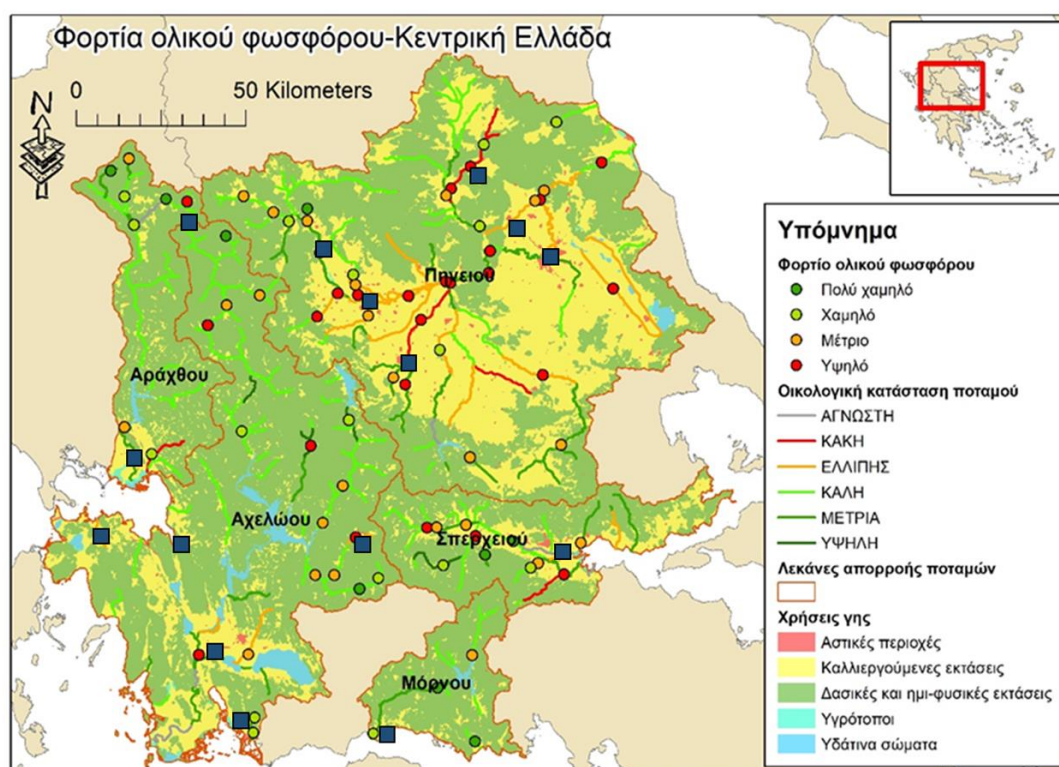 Φορτία ολικού φωσφόρου-Κεντρική Ελλάδα
0 50 Kilometers
N
Πηνειού
Αράχθου
Αχελώου
Σπερχειού
Μόρνου
Υπόμνημα
Φορτίο ολικού φωσφόρου
Πολύ χαμηλό
Χαμηλό
Μέτριο
Υψηλό
Οικολογική κατάσταση ποταμού
ΑΓΝΩΣΤΗ
ΚΑΚΗ
ΕΛΛΙΠΗΣ
ΚΑΛΗ
ΜΕΤΡΙΑ
ΥΨΗΛΗ
Λεκάνες απορροής ποταμών
Χρήσεις γης
Αστικές περιοχές
Καλλιεργούμενες εκτάσεις
Δασικές και ημι-φυσικές εκτάσεις
Υγρότοποι
Υδάτινα σώματα